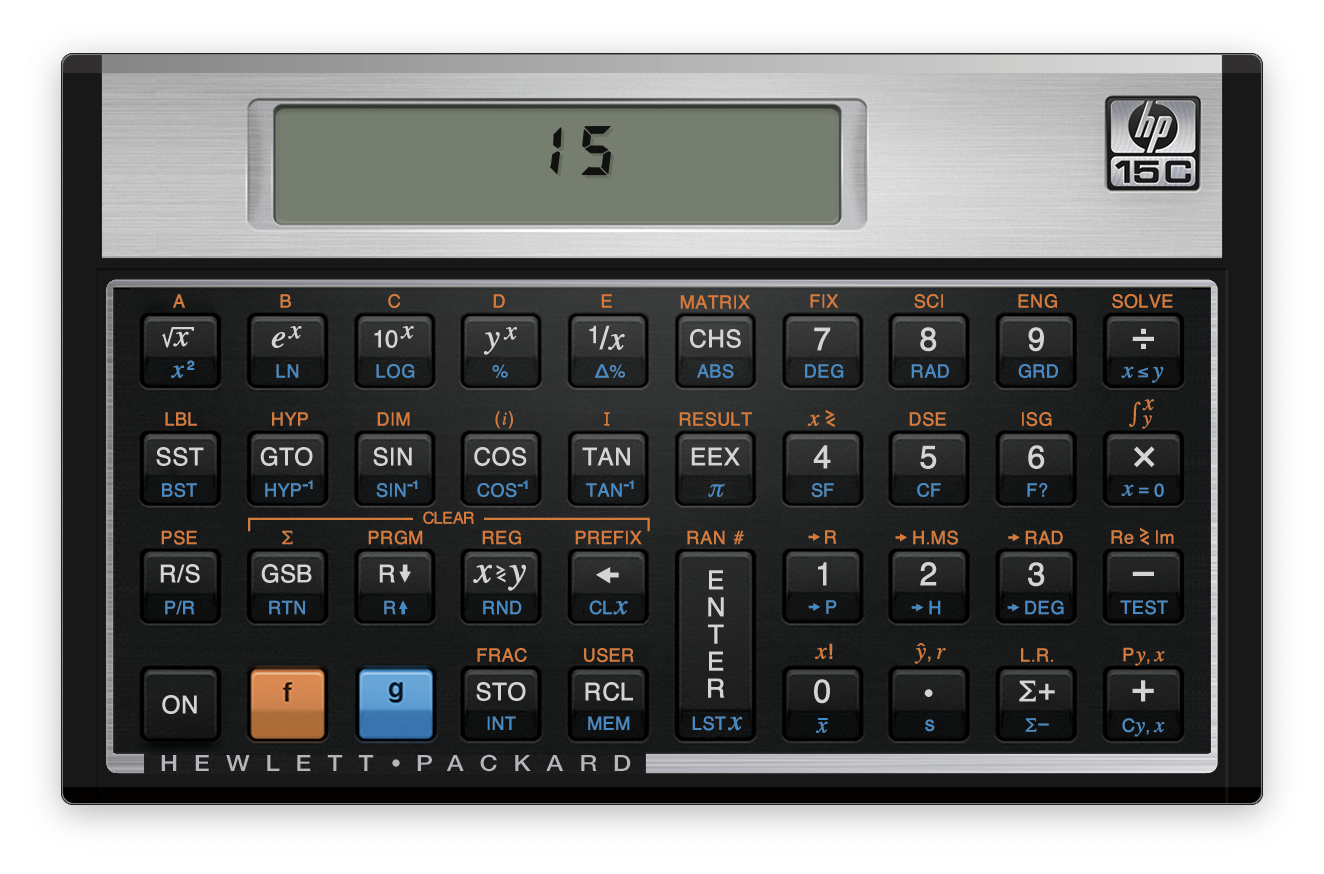 15
hp
15C
A B C D E MATRIX FIX SCI ENG SOLVE
√x eˣ 10ˣ yˣ 1/x CHS 7 8 9 ÷
x² LN LOG % Δ% ABS DEG RAD GRD x≤y
LBL HYP DIM (i) I RESULT x≷ DSE ISG ∫xy
SST GTO SIN COS TAN EEX 4 5 6 ×
BST HYP⁻¹ SIN⁻¹ COS⁻¹ TAN⁻¹ π SF CF F? x=0
CLEAR
PSE Σ PRGM REG PREFIX RAN # →R →H.MS →RAD Re≷Im
R/S GSB R↓ x≷y ← ENTER 1 2 3 −
P/R RTN R↑ RND CLx →P →H →DEG TEST
FRAC USER x! ŷ,r L.R. Py,x
ON f g STO RCL 0 • Σ+ +
INT MEM LSTx x̄ s Σ− Cy,x
HEWLETT•PACKARD